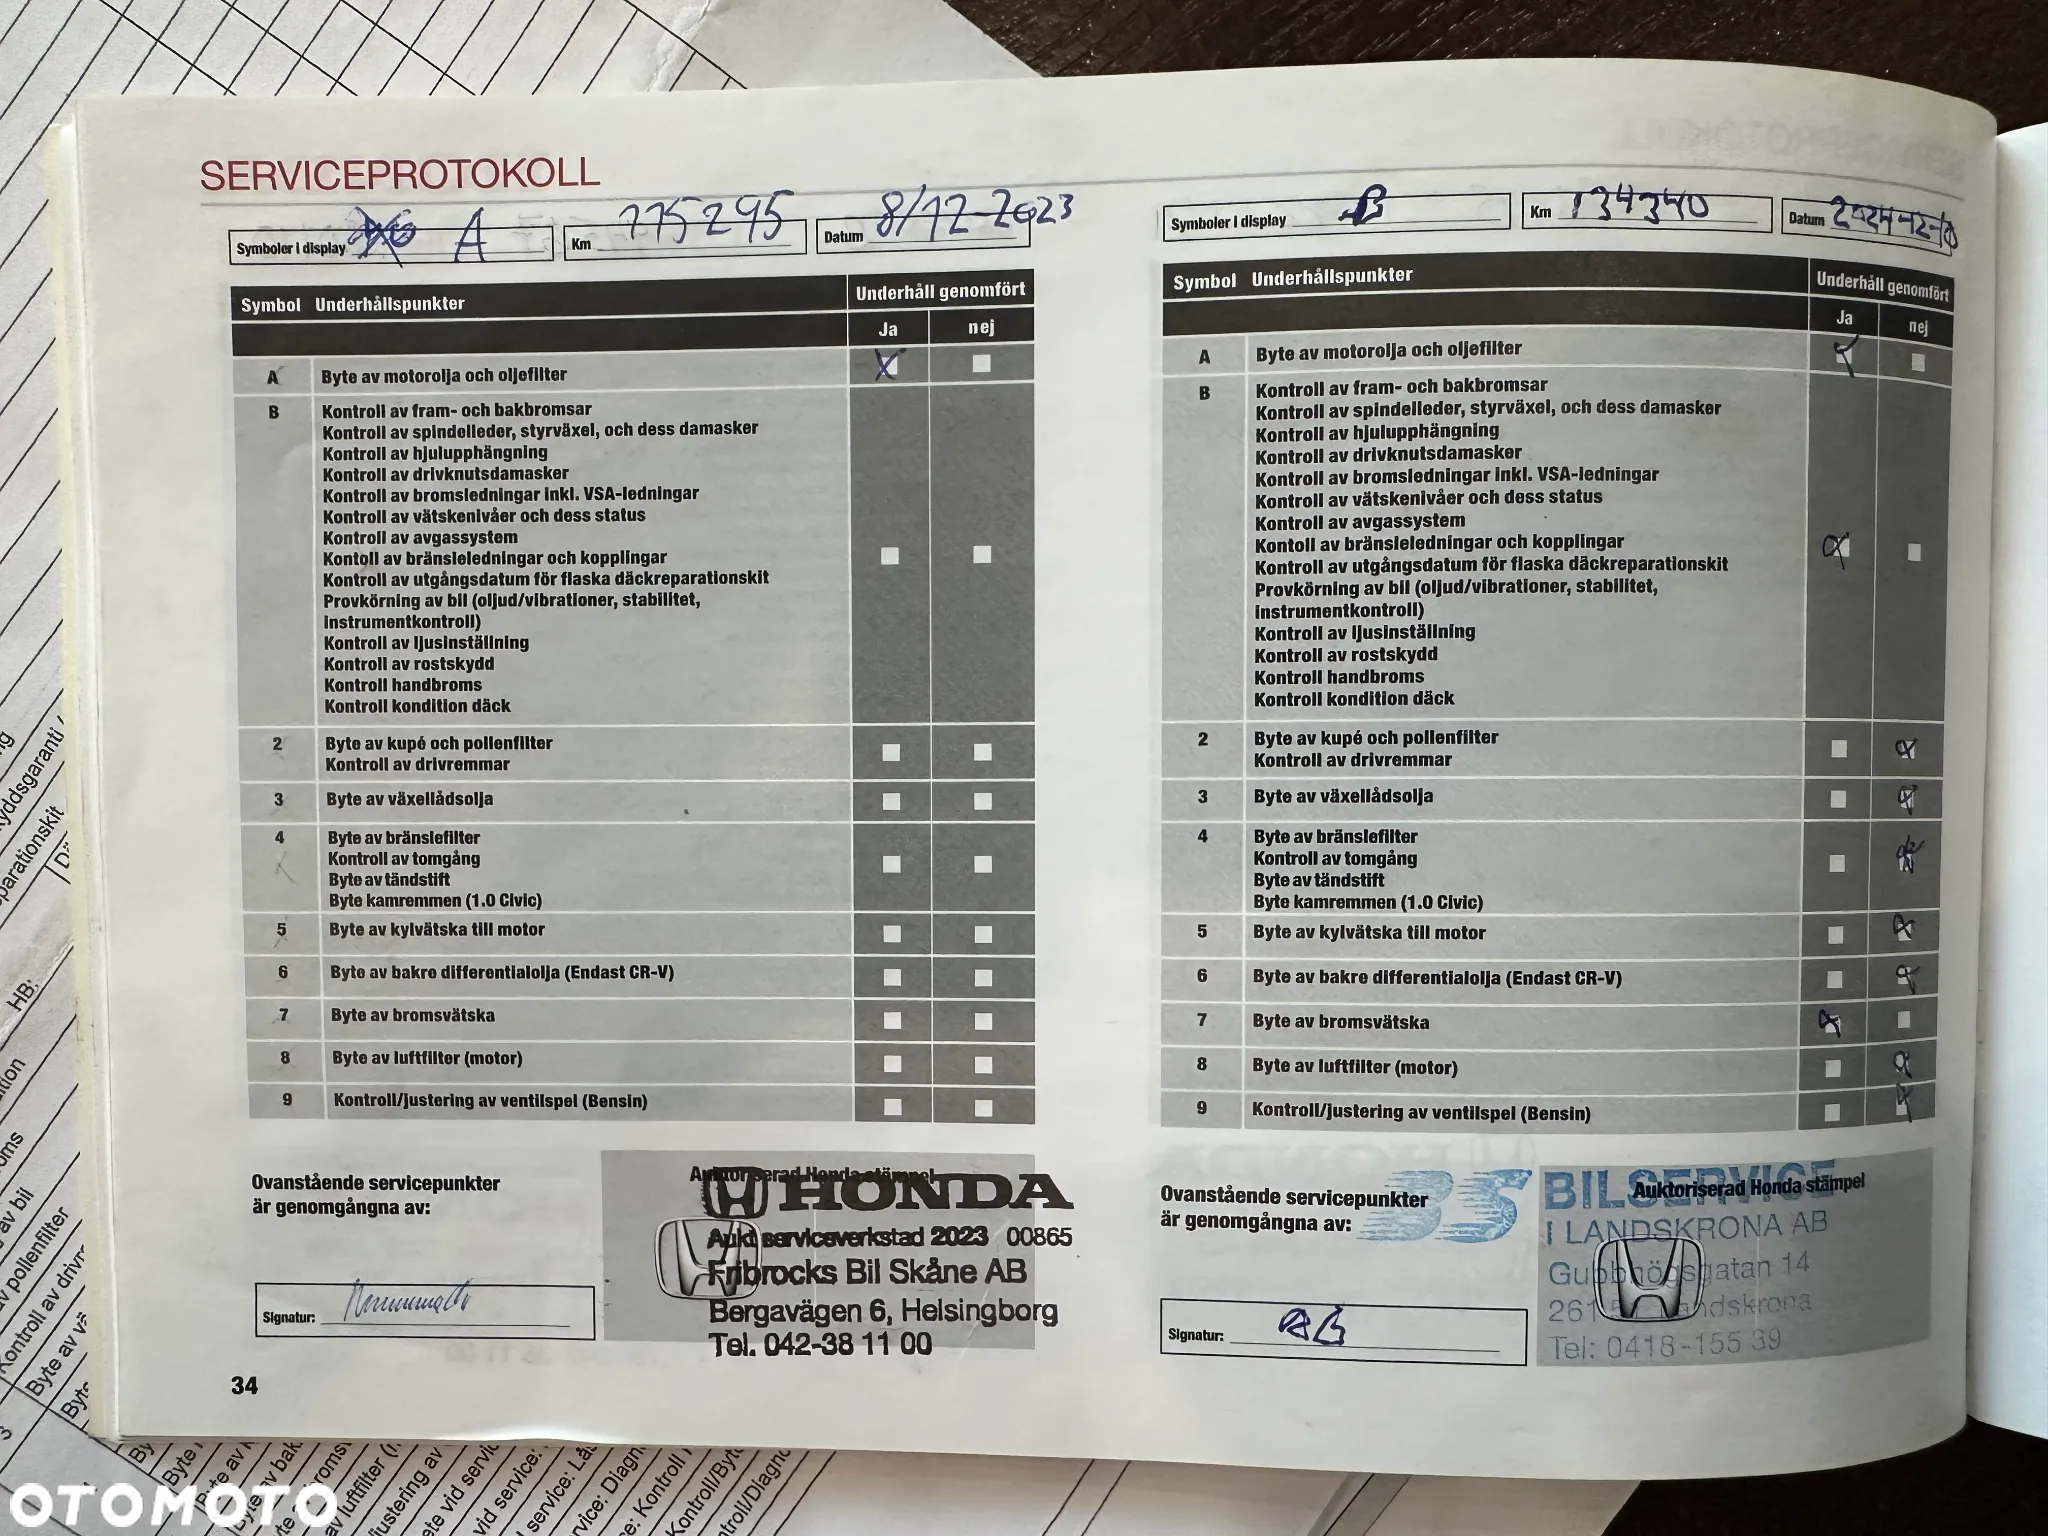 SERVICEPROTOKOLL
Symboler i display A
Km 115295
Datum 8/12-2023
Symbol Underhållspunkter Underhåll genomfört
Ja nej
A Byte av motorolja och oljefilter X
B Kontroll av fram- och bakbromsar
Kontroll av spindelleder, styrväxel, och dess damasker
Kontroll av hjulupphängning
Kontroll av drivknutsdamasker
Kontroll av bromsledningar inkl. VSA-ledningar
Kontroll av vätskenivåer och dess status
Kontroll av avgassystem
Kontoll av bränsleledningar och kopplingar
Kontroll av utgångsdatum för flaska däckreparationskit
Provkörning av bil (oljud/vibrationer, stabilitet,
instrumentkontroll)
Kontroll av ljusinställning
Kontroll av rostskydd
Kontroll handbroms
Kontroll kondition däck
2 Byte av kupé och pollenfilter
Kontroll av drivremmar
3 Byte av växellådsolja
4 Byte av bränslefilter
Kontroll av tomgång
Byte av tändstift
Byte kamremmen (1.0 Civic)
5 Byte av kylvätska till motor
6 Byte av bakre differentialolja (Endast CR-V)
7 Byte av bromsvätska
8 Byte av luftfilter (motor)
9 Kontroll/justering av ventilspel (Bensin)
Ovanstående servicepunkter
är genomgångna av:
Signatur:
Auktoriserad Honda stämpel
HONDA
Aukt serviceverkstad 2023 00865
Fribrocks Bil Skåne AB
Bergavägen 6, Helsingborg
Tel. 042-38 11 00
34
Symboler i display B
Km 134340
Datum 2024-12-10
Symbol Underhållspunkter Underhåll genomfört
Ja nej
A Byte av motorolja och oljefilter
B Kontroll av fram- och bakbromsar
Kontroll av spindelleder, styrväxel, och dess damasker
Kontroll av hjulupphängning
Kontroll av drivknutsdamasker
Kontroll av bromsledningar inkl. VSA-ledningar
Kontroll av vätskenivåer och dess status
Kontroll av avgassystem
Kontoll av bränsleledningar och kopplingar
Kontroll av utgångsdatum för flaska däckreparationskit
Provkörning av bil (oljud/vibrationer, stabilitet,
instrumentkontroll)
Kontroll av ljusinställning
Kontroll av rostskydd
Kontroll handbroms
Kontroll kondition däck
2 Byte av kupé och pollenfilter
Kontroll av drivremmar
3 Byte av växellådsolja
4 Byte av bränslefilter
Kontroll av tomgång
Byte av tändstift
Byte kamremmen (1.0 Civic)
5 Byte av kylvätska till motor
6 Byte av bakre differentialolja (Endast CR-V)
7 Byte av bromsvätska
8 Byte av luftfilter (motor)
9 Kontroll/justering av ventilspel (Bensin)
Ovanstående servicepunkter
är genomgångna av:
Signatur:
BS BILSERVICE
Auktoriserad Honda stämpel
I LANDSKRONA AB
Gubbhögsgatan 14
Landskrona
Tel: 0418-155 39
OTOMOTO